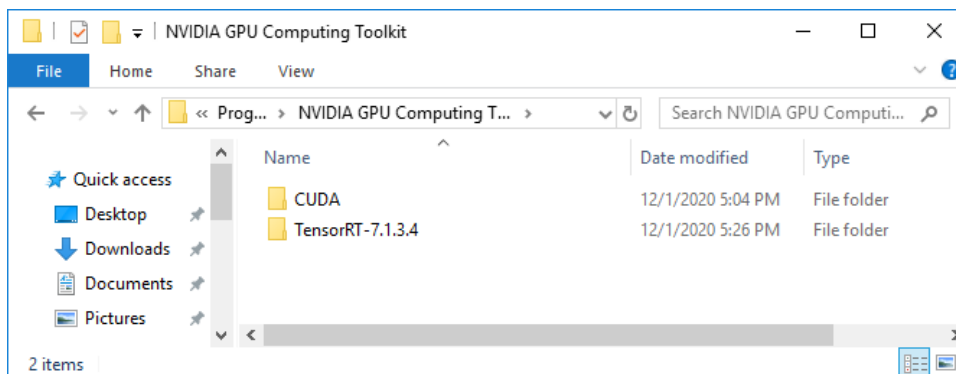 NVIDIA GPU Computing Toolkit
File Home Share View
« Prog... › NVIDIA GPU Computing T... › Search NVIDIA GPU Computi...
Name Date modified Type
Quick access
CUDA 12/1/2020 5:04 PM File folder
Desktop
TensorRT-7.1.3.4 12/1/2020 5:26 PM File folder
Downloads
Documents
Pictures
2 items